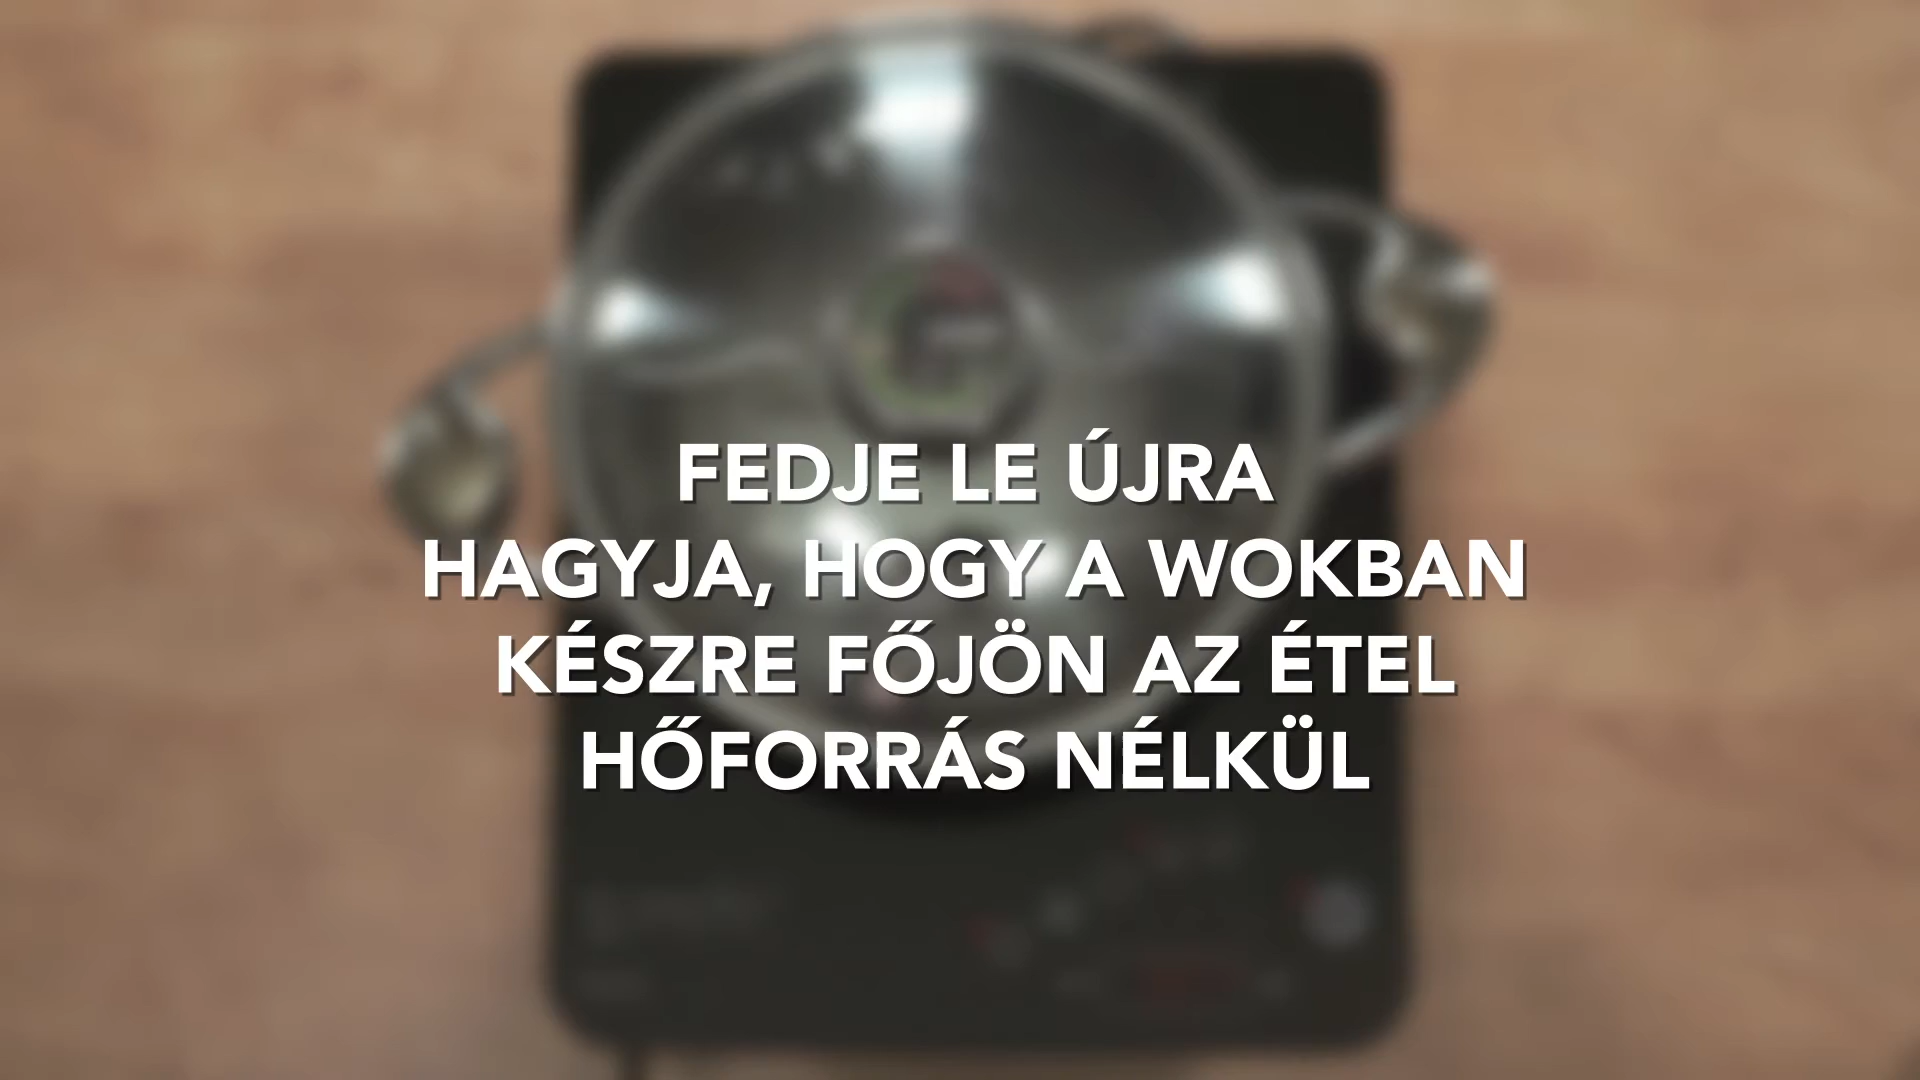 FEDJE LE ÚJRA
HAGYJA, HOGY A WOKBAN
KÉSZRE FŐJÖN AZ ÉTEL
HŐFORRÁS NÉLKÜL